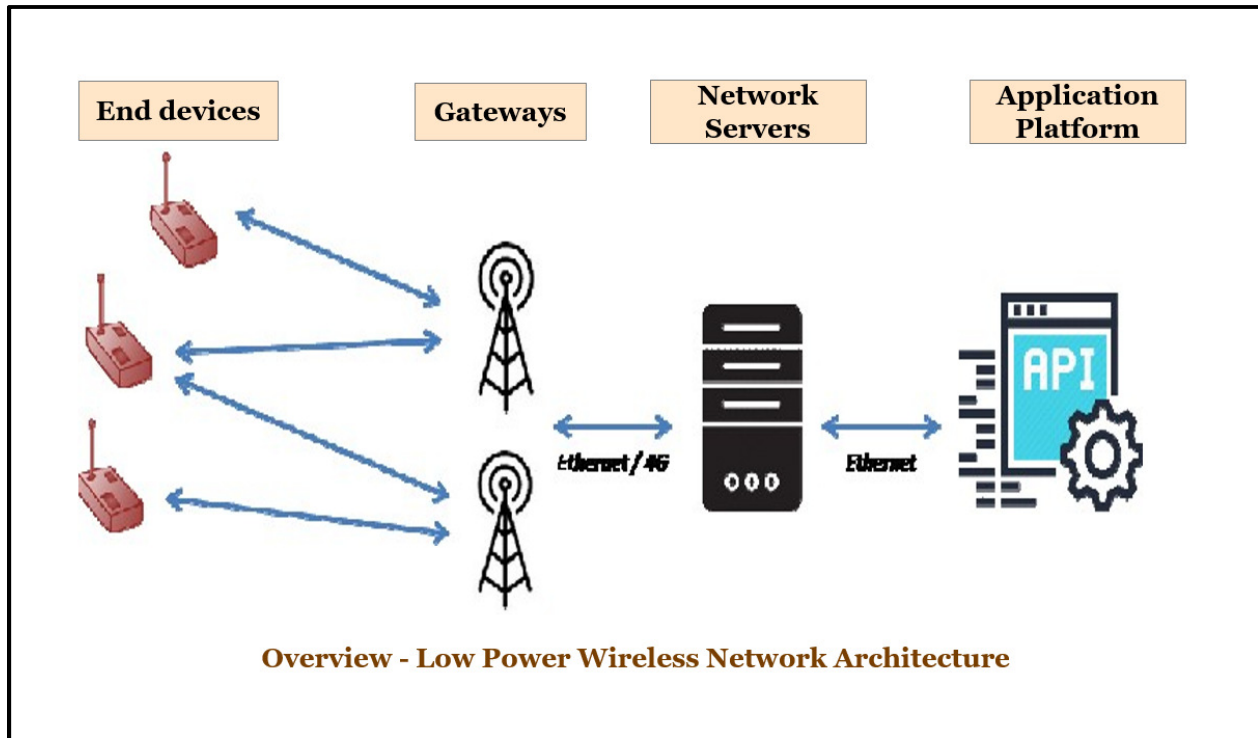 End devices
Gateways
Network
Servers
Application
Platform
API
Ethernet / 4G
Ethernet
Overview - Low Power Wireless Network Architecture